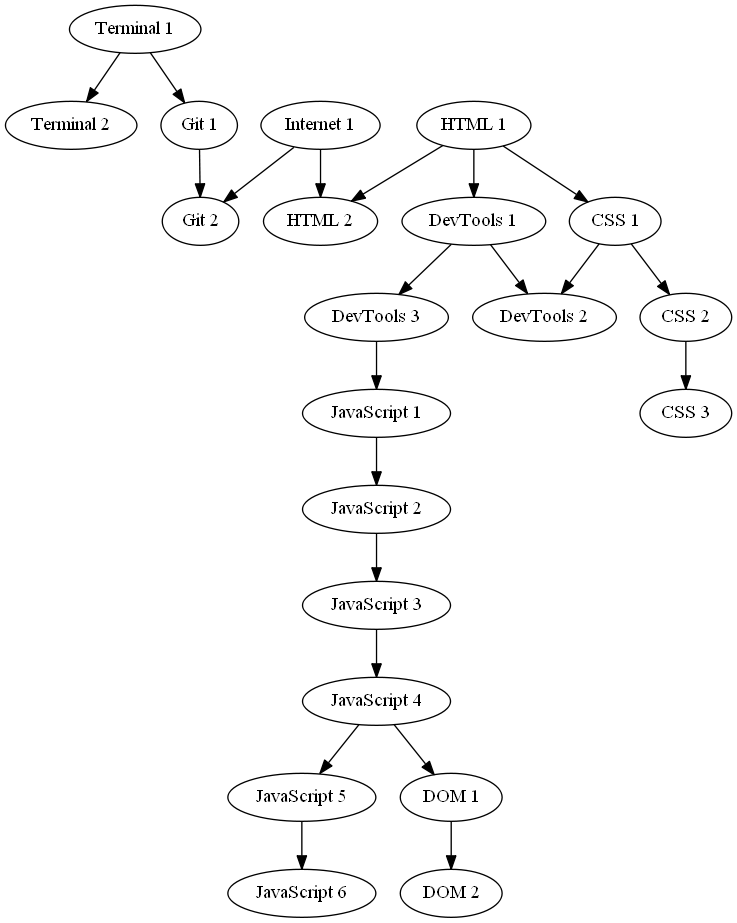 Terminal 1
Terminal 2
Git 1
Internet 1
HTML 1
Git 2
HTML 2
DevTools 1
CSS 1
DevTools 3
DevTools 2
CSS 2
JavaScript 1
CSS 3
JavaScript 2
JavaScript 3
JavaScript 4
JavaScript 5
DOM 1
JavaScript 6
DOM 2